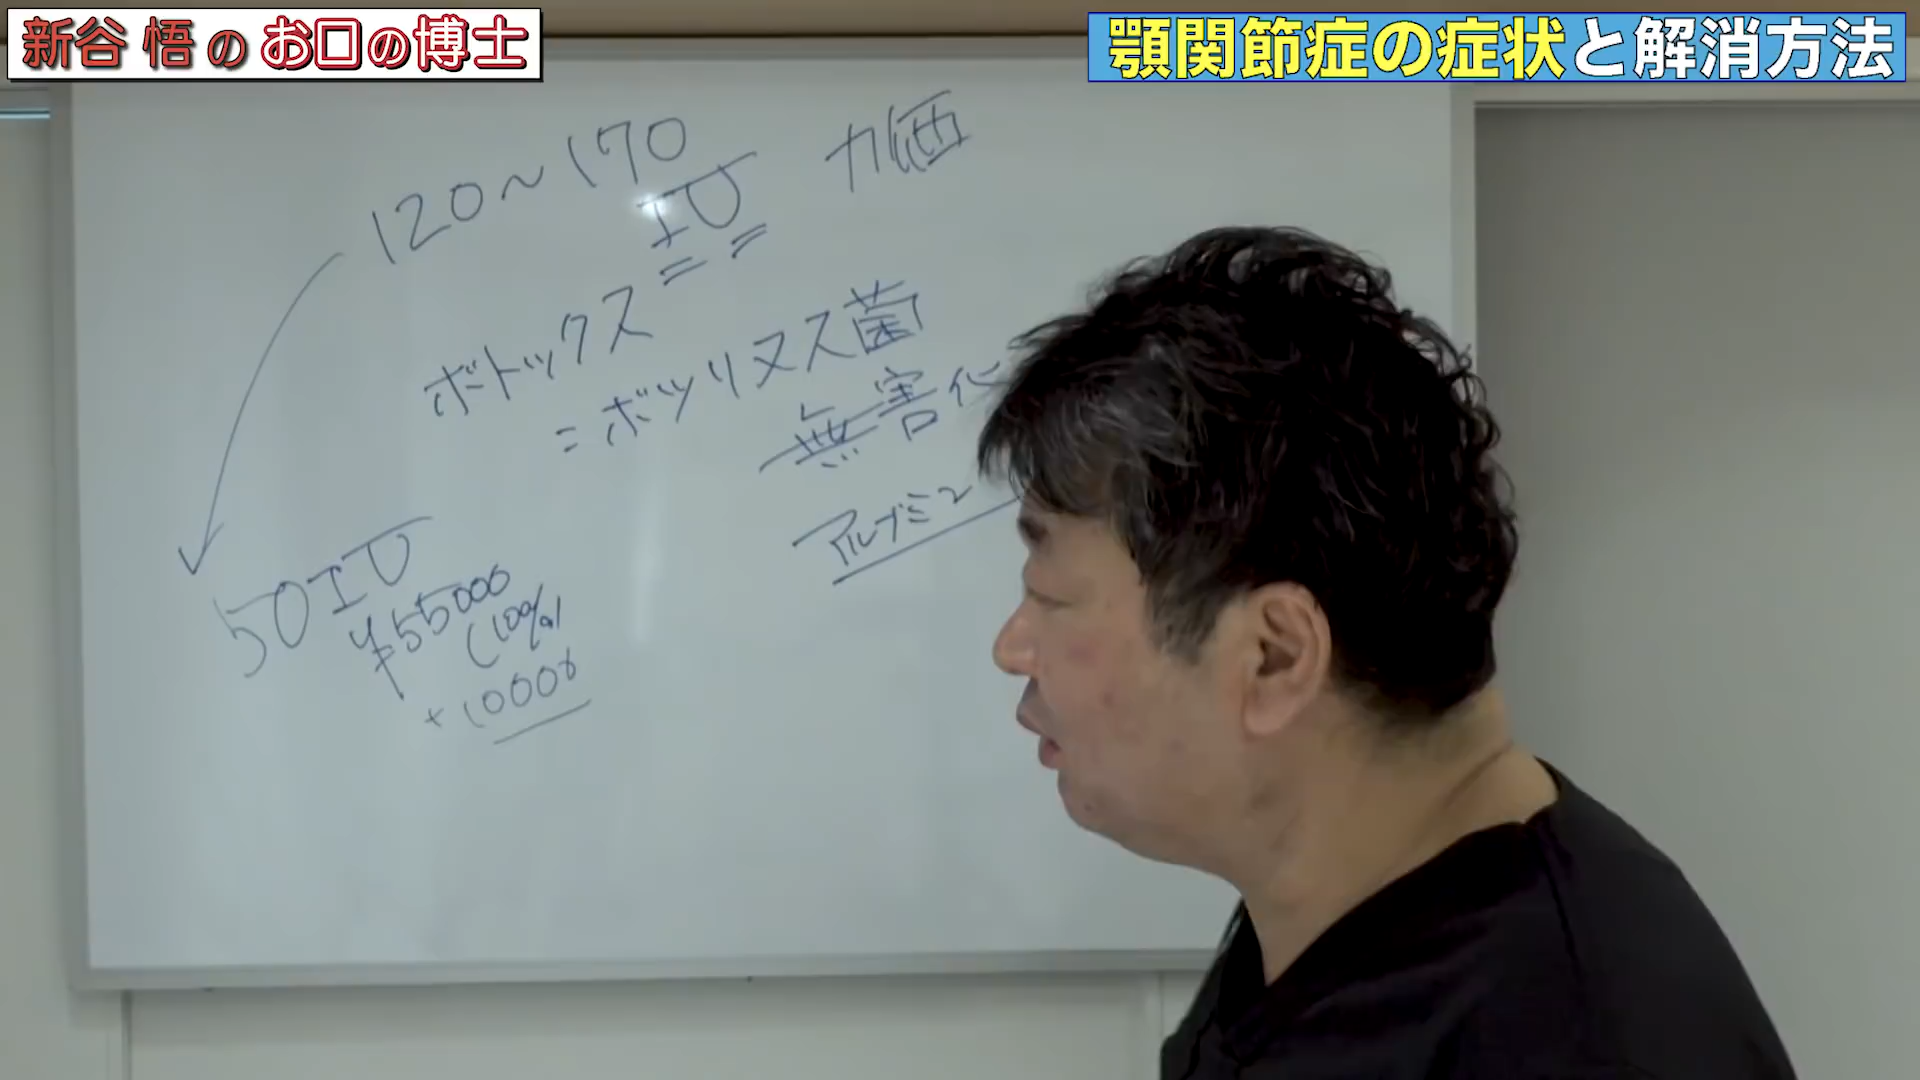 新谷 悟 の お口の博士
顎関節症の症状と解消方法
120～170
IU
力価
ボトックス
=ボツリヌス菌
無害化
アルブミン
50IU
¥55000
+10000